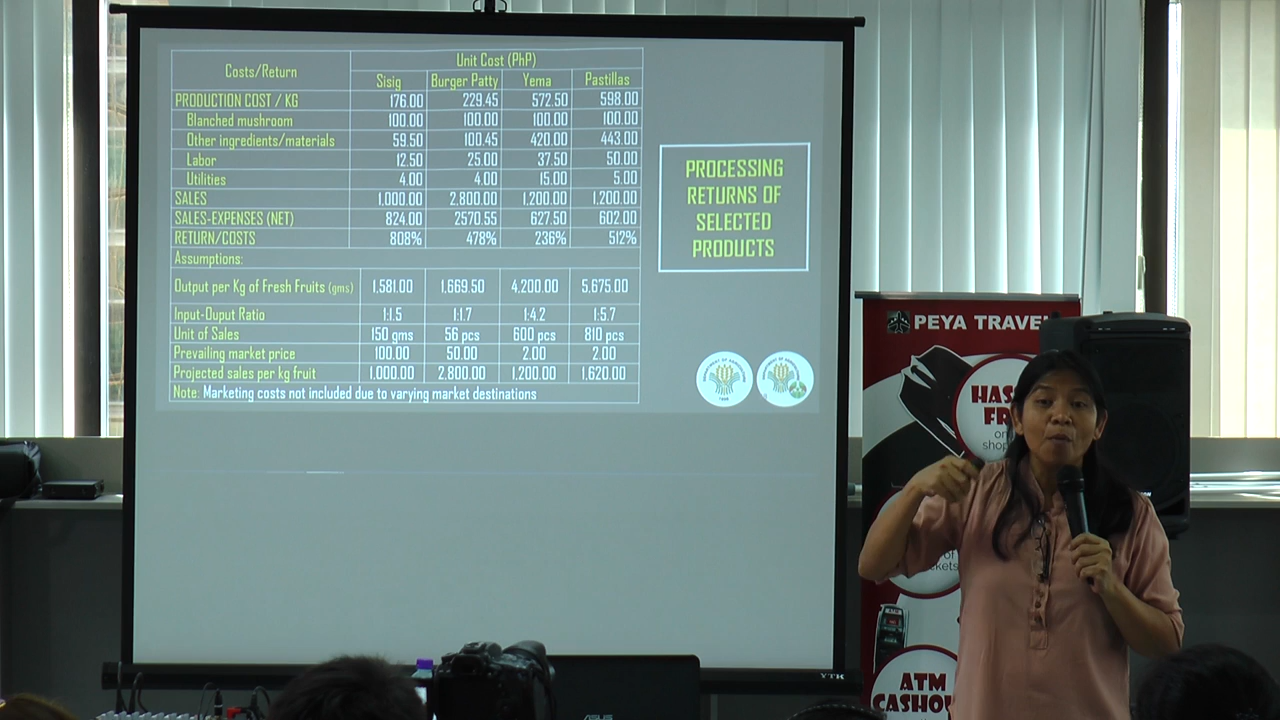 Costs/Return Unit Cost (PhP)
Sisig Burger Patty Yema Pastillas
PRODUCTION COST / KG 176.00 229.45 572.50 598.00
Blanched mushroom 100.00 100.00 100.00 100.00
Other ingredients/materials 59.50 100.45 420.00 443.00
Labor 12.50 25.00 37.50 50.00
Utilities 4.00 4.00 15.00 5.00
SALES 1,000.00 2,800.00 1,200.00 1,200.00
SALES-EXPENSES (NET) 824.00 2570.55 627.50 602.00
RETURN/COSTS 808% 478% 236% 512%
Assumptions:
Output per Kg of Fresh Fruits (gms) 1,581.00 1,669.50 4,200.00 5,675.00
Input-Ouput Ratio 1:1.5 1:1.7 1:4.2 1:5.7
Unit of Sales 150 gms 56 pcs 600 pcs 810 pcs
Prevailing market price 100.00 50.00 2.00 2.00
Projected sales per kg fruit 1,000.00 2,800.00 1,200.00 1,620.00
Note: Marketing costs not included due to varying market destinations
PROCESSING
RETURNS OF
SELECTED
PRODUCTS
PEYA TRAVEL
HAS
FR
on
shop
of
ckets
ATM
CASHOU
YTK
ASUS